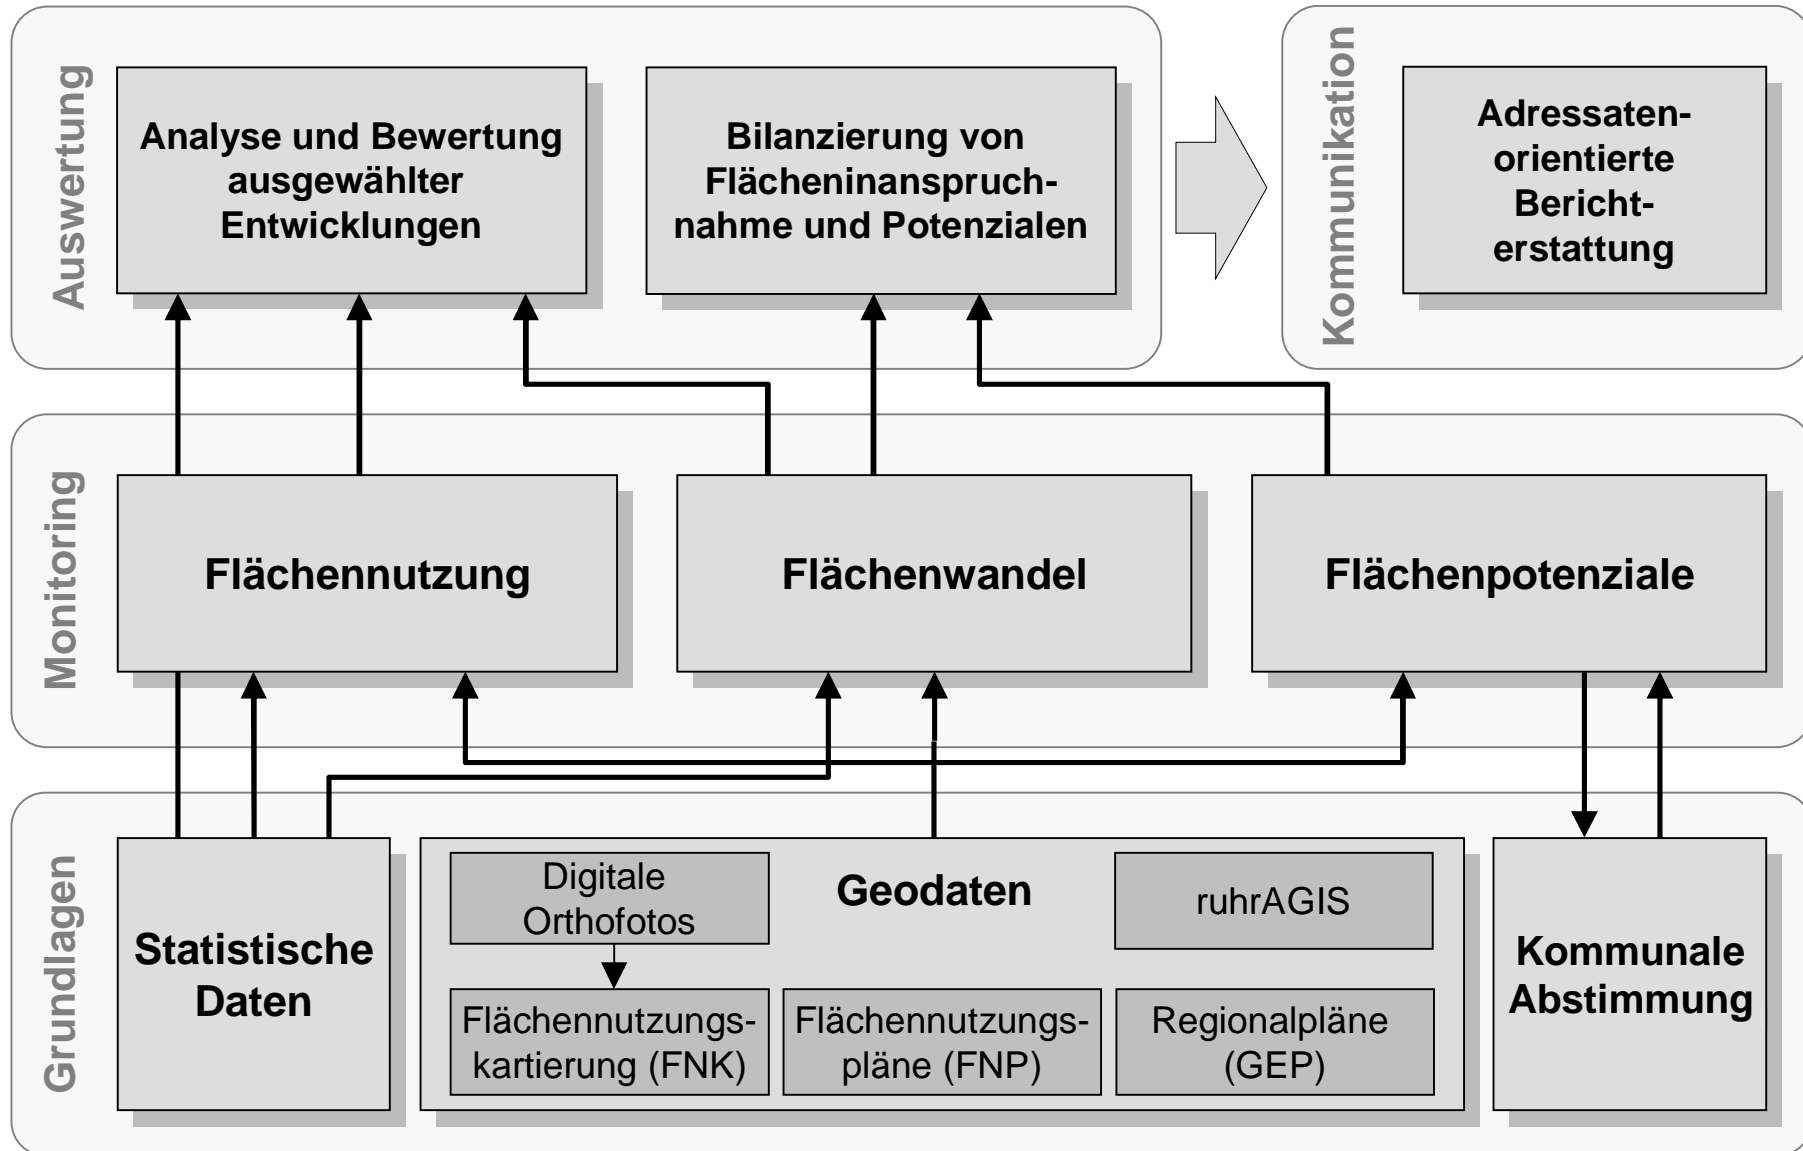 Auswertung
Analyse und Bewertung
ausgewählter
Entwicklungen
Bilanzierung von
Flächeninanspruch-
nahme und Potenzialen
Kommunikation
Adressaten-
orientierte
Bericht-
erstattung
Monitoring
Flächennutzung
Flächenwandel
Flächenpotenziale
Grundlagen
Statistische
Daten
Geodaten
Digitale
Orthofotos
ruhrAGIS
Flächennutzungs-
kartierung (FNK)
Flächennutzungs-
pläne (FNP)
Regionalpläne
(GEP)
Kommunale
Abstimmung